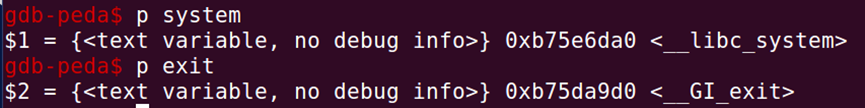 gdb-peda$ p system
$1 = {<text variable, no debug info>} 0xb75e6da0 <__libc_system>
gdb-peda$ p exit
$2 = {<text variable, no debug info>} 0xb75da9d0 <__GI_exit>